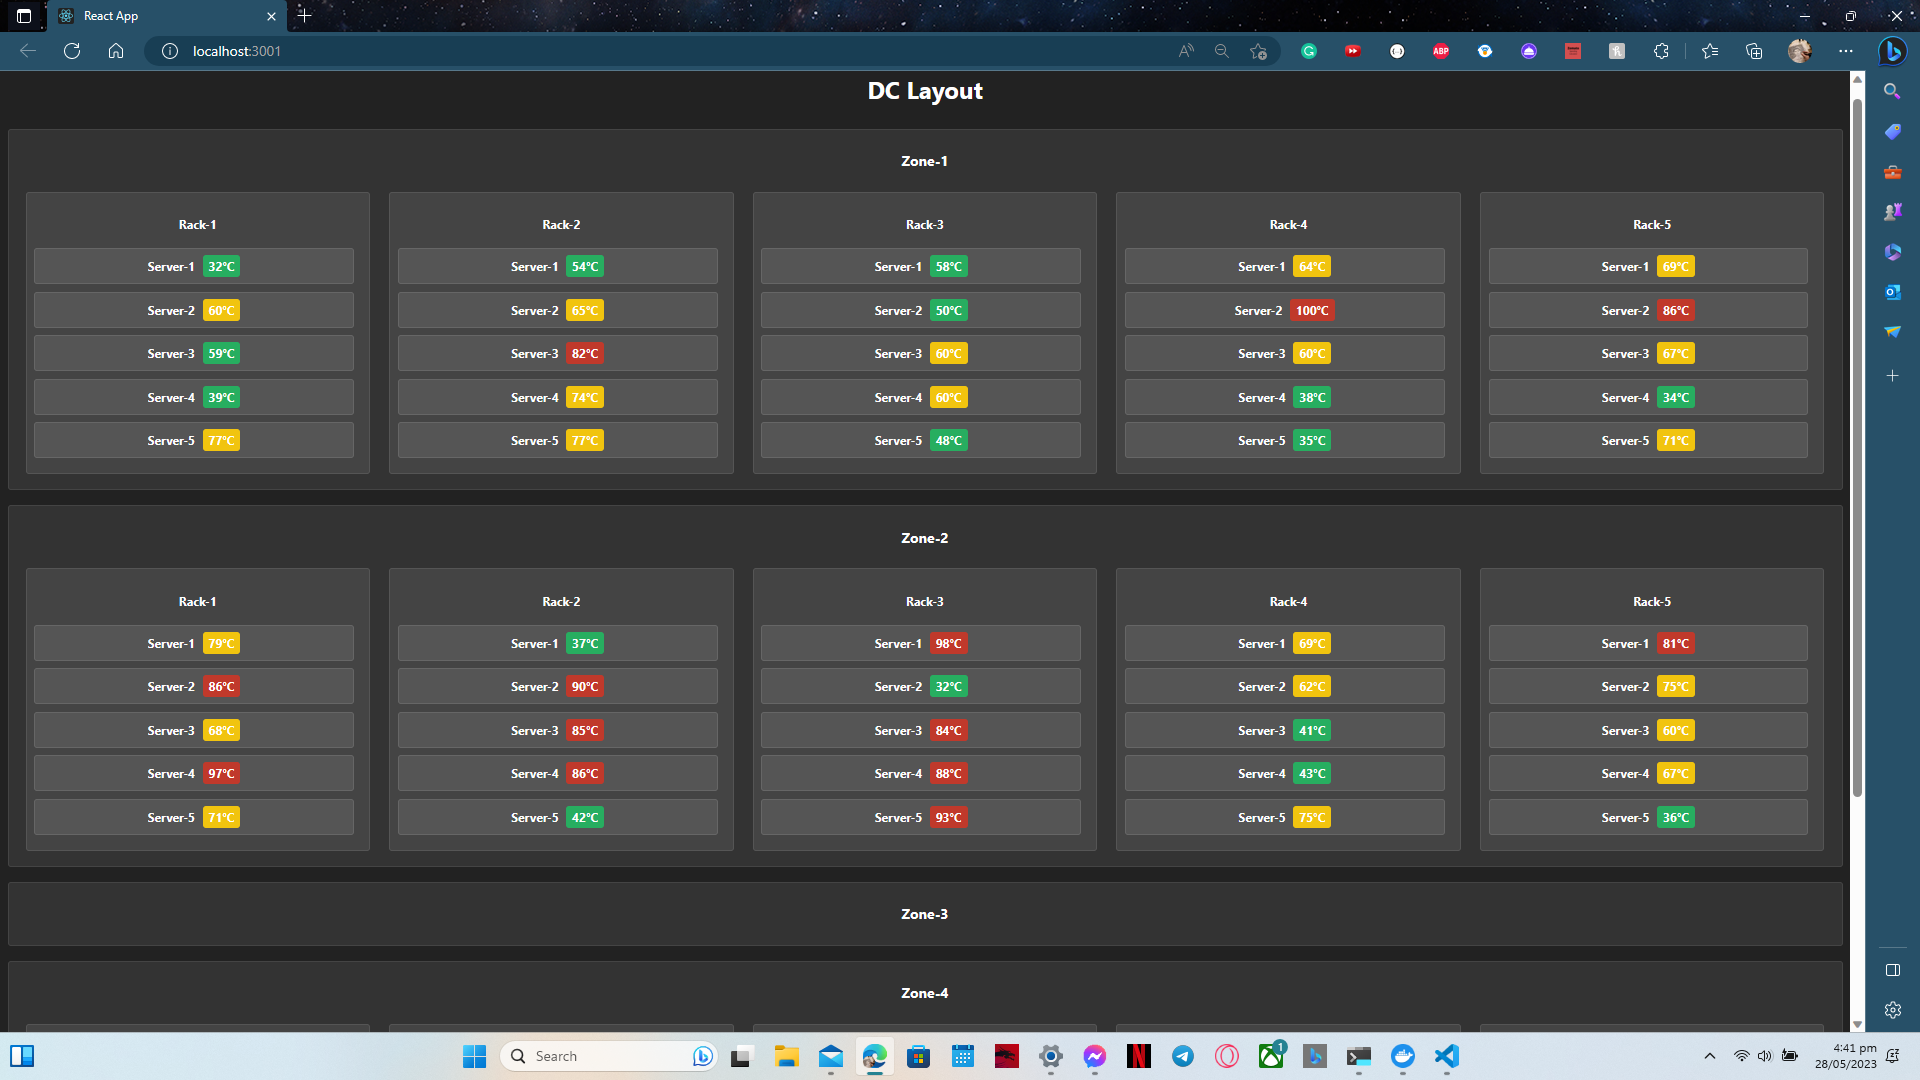 React App
localhost:3001
DC Layout
Zone-1
Rack-1 Rack-2 Rack-3 Rack-4 Rack-5
Server-1 32°C Server-1 54°C Server-1 58°C Server-1 64°C Server-1 69°C
Server-2 60°C Server-2 65°C Server-2 50°C Server-2 100°C Server-2 86°C
Server-3 59°C Server-3 82°C Server-3 60°C Server-3 60°C Server-3 67°C
Server-4 39°C Server-4 74°C Server-4 60°C Server-4 38°C Server-4 34°C
Server-5 77°C Server-5 77°C Server-5 48°C Server-5 35°C Server-5 71°C
Zone-2
Rack-1 Rack-2 Rack-3 Rack-4 Rack-5
Server-1 79°C Server-1 37°C Server-1 98°C Server-1 69°C Server-1 81°C
Server-2 86°C Server-2 90°C Server-2 32°C Server-2 62°C Server-2 75°C
Server-3 68°C Server-3 85°C Server-3 84°C Server-3 41°C Server-3 60°C
Server-4 97°C Server-4 86°C Server-4 88°C Server-4 43°C Server-4 67°C
Server-5 71°C Server-5 42°C Server-5 93°C Server-5 75°C Server-5 36°C
Zone-3
Zone-4
Search
1
4:41 pm
28/05/2023
ABP